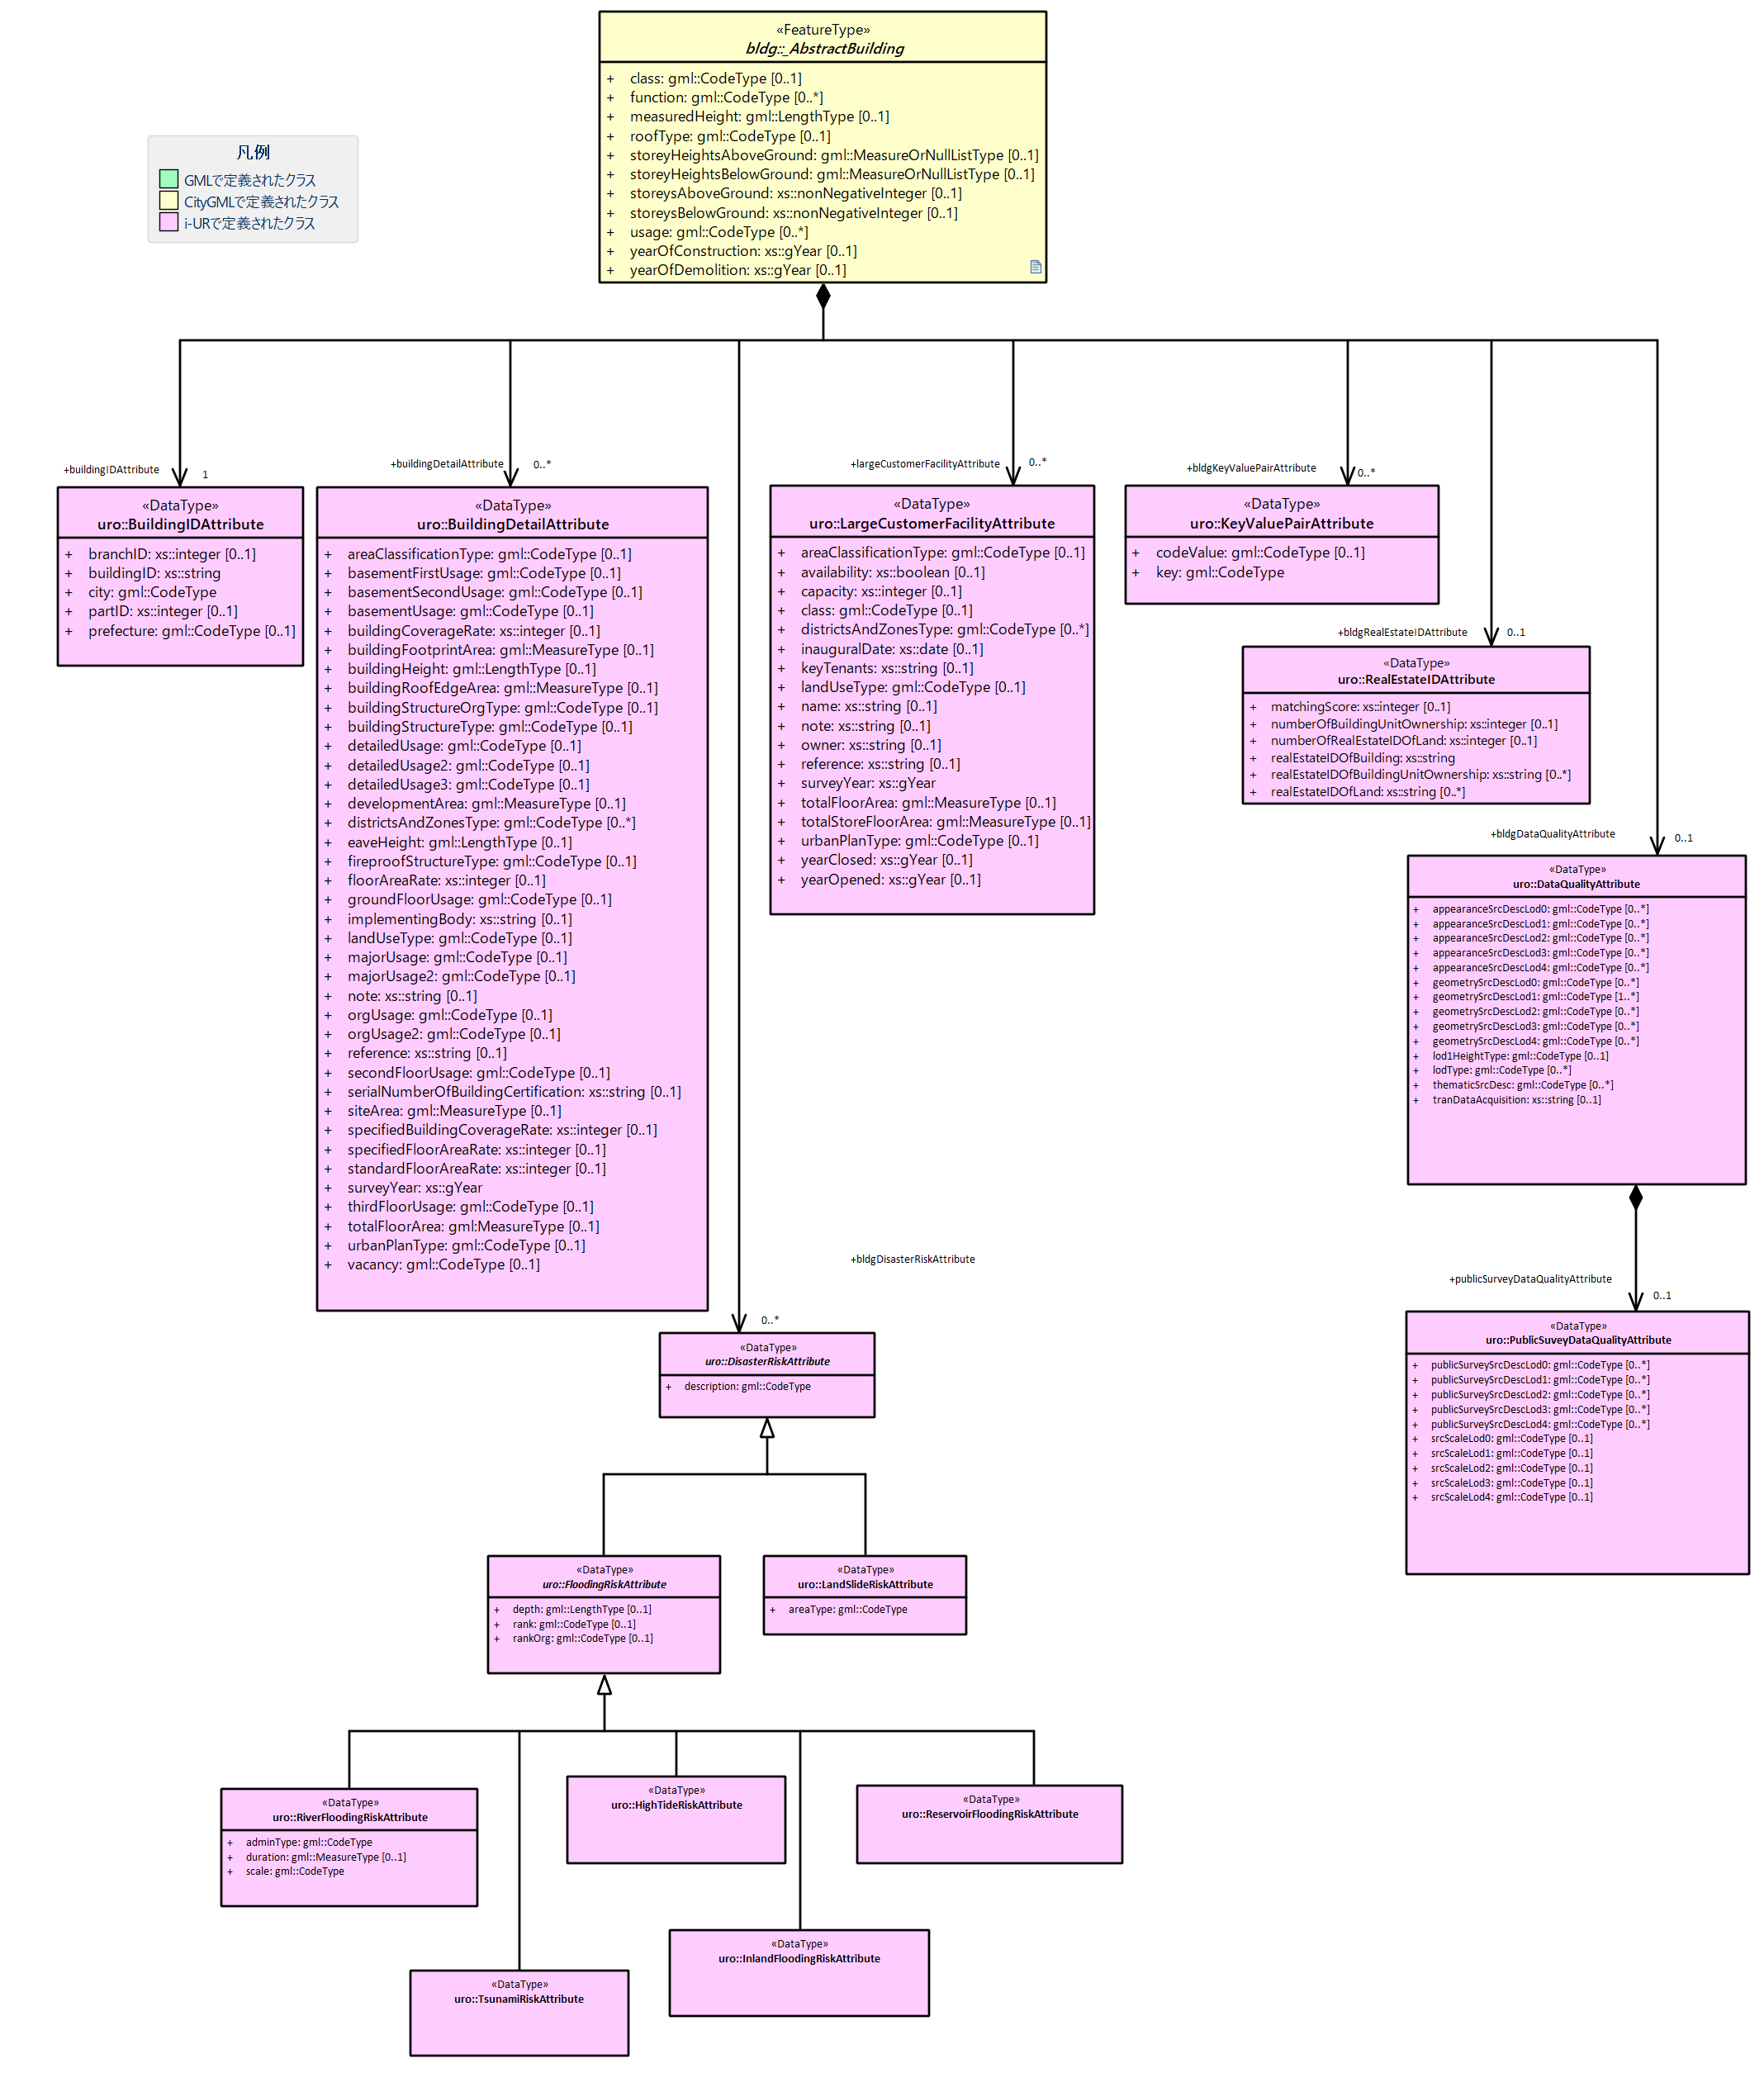 «FeatureType»
bldg::_AbstractBuilding
+ class: gml::CodeType [0..1]
+ function: gml::CodeType [0..*]
+ measuredHeight: gml::LengthType [0..1]
+ roofType: gml::CodeType [0..1]
+ storeyHeightsAboveGround: gml::MeasureOrNullListType [0..1]
+ storeyHeightsBelowGround: gml::MeasureOrNullListType [0..1]
+ storeysAboveGround: xs::nonNegativeInteger [0..1]
+ storeysBelowGround: xs::nonNegativeInteger [0..1]
+ usage: gml::CodeType [0..*]
+ yearOfConstruction: xs::gYear [0..1]
+ yearOfDemolition: xs::gYear [0..1]
凡例
GMLで定義されたクラス
CityGMLで定義されたクラス
i-URで定義されたクラス
+buildingIDAttribute
1
«DataType»
uro::BuildingIDAttribute
+ branchID: xs::integer [0..1]
+ buildingID: xs::string
+ city: gml::CodeType
+ partID: xs::integer [0..1]
+ prefecture: gml::CodeType [0..1]
+buildingDetailAttribute
0..*
«DataType»
uro::BuildingDetailAttribute
+ areaClassificationType: gml::CodeType [0..1]
+ basementFirstUsage: gml::CodeType [0..1]
+ basementSecondUsage: gml::CodeType [0..1]
+ basementUsage: gml::CodeType [0..1]
+ buildingCoverageRate: xs::integer [0..1]
+ buildingFootprintArea: gml::MeasureType [0..1]
+ buildingHeight: gml::LengthType [0..1]
+ buildingRoofEdgeArea: gml::MeasureType [0..1]
+ buildingStructureOrgType: gml::CodeType [0..1]
+ buildingStructureType: gml::CodeType [0..1]
+ detailedUsage: gml::CodeType [0..1]
+ detailedUsage2: gml::CodeType [0..1]
+ detailedUsage3: gml::CodeType [0..1]
+ developmentArea: gml::MeasureType [0..1]
+ districtsAndZonesType: gml::CodeType [0..*]
+ eaveHeight: gml::LengthType [0..1]
+ fireproofStructureType: gml::CodeType [0..1]
+ floorAreaRate: xs::integer [0..1]
+ groundFloorUsage: gml::CodeType [0..1]
+ implementingBody: xs::string [0..1]
+ landUseType: gml::CodeType [0..1]
+ majorUsage: gml::CodeType [0..1]
+ majorUsage2: gml::CodeType [0..1]
+ note: xs::string [0..1]
+ orgUsage: gml::CodeType [0..1]
+ orgUsage2: gml::CodeType [0..1]
+ reference: xs::string [0..1]
+ secondFloorUsage: gml::CodeType [0..1]
+ serialNumberOfBuildingCertification: xs::string [0..1]
+ siteArea: gml::MeasureType [0..1]
+ specifiedBuildingCoverageRate: xs::integer [0..1]
+ specifiedFloorAreaRate: xs::integer [0..1]
+ standardFloorAreaRate: xs::integer [0..1]
+ surveyYear: xs::gYear
+ thirdFloorUsage: gml::CodeType [0..1]
+ totalFloorArea: gml:MeasureType [0..1]
+ urbanPlanType: gml::CodeType [0..1]
+ vacancy: gml::CodeType [0..1]
+largeCustomerFacilityAttribute
0..*
«DataType»
uro::LargeCustomerFacilityAttribute
+ areaClassificationType: gml::CodeType [0..1]
+ availability: xs::boolean [0..1]
+ capacity: xs::integer [0..1]
+ class: gml::CodeType [0..1]
+ districtsAndZonesType: gml::CodeType [0..*]
+ inauguralDate: xs::date [0..1]
+ keyTenants: xs::string [0..1]
+ landUseType: gml::CodeType [0..1]
+ name: xs::string [0..1]
+ note: xs::string [0..1]
+ owner: xs::string [0..1]
+ reference: xs::string [0..1]
+ surveyYear: xs::gYear
+ totalFloorArea: gml::MeasureType [0..1]
+ totalStoreFloorArea: gml::MeasureType [0..1]
+ urbanPlanType: gml::CodeType [0..1]
+ yearClosed: xs::gYear [0..1]
+ yearOpened: xs::gYear [0..1]
+bldgKeyValuePairAttribute
0..*
«DataType»
uro::KeyValuePairAttribute
+ codeValue: gml::CodeType [0..1]
+ key: gml::CodeType
+bldgRealEstateIDAttribute
0..1
«DataType»
uro::RealEstateIDAttribute
+ matchingScore: xs::integer [0..1]
+ numberOfBuildingUnitOwnership: xs::integer [0..1]
+ numberOfRealEstateIDOfLand: xs::integer [0..1]
+ realEstateIDOfBuilding: xs::string
+ realEstateIDOfBuildingUnitOwnership: xs::string [0..*]
+ realEstateIDOfLand: xs::string [0..*]
+bldgDataQualityAttribute
0..1
«DataType»
uro::DataQualityAttribute
+ appearanceSrcDescLod0: gml::CodeType [0..*]
+ appearanceSrcDescLod1: gml::CodeType [0..*]
+ appearanceSrcDescLod2: gml::CodeType [0..*]
+ appearanceSrcDescLod3: gml::CodeType [0..*]
+ appearanceSrcDescLod4: gml::CodeType [0..*]
+ geometrySrcDescLod0: gml::CodeType [0..*]
+ geometrySrcDescLod1: gml::CodeType [1..*]
+ geometrySrcDescLod2: gml::CodeType [0..*]
+ geometrySrcDescLod3: gml::CodeType [0..*]
+ geometrySrcDescLod4: gml::CodeType [0..*]
+ lod1HeightType: gml::CodeType [0..1]
+ lodType: gml::CodeType [0..*]
+ thematicSrcDesc: gml::CodeType [0..*]
+ tranDataAcquisition: xs::string [0..1]
+publicSurveyDataQualityAttribute
0..1
«DataType»
uro::PublicSuveyDataQualityAttribute
+ publicSurveySrcDescLod0: gml::CodeType [0..*]
+ publicSurveySrcDescLod1: gml::CodeType [0..*]
+ publicSurveySrcDescLod2: gml::CodeType [0..*]
+ publicSurveySrcDescLod3: gml::CodeType [0..*]
+ publicSurveySrcDescLod4: gml::CodeType [0..*]
+ srcScaleLod0: gml::CodeType [0..1]
+ srcScaleLod1: gml::CodeType [0..1]
+ srcScaleLod2: gml::CodeType [0..1]
+ srcScaleLod3: gml::CodeType [0..1]
+ srcScaleLod4: gml::CodeType [0..1]
+bldgDisasterRiskAttribute
0..*
«DataType»
uro::DisasterRiskAttribute
+ description: gml::CodeType
«DataType»
uro::FloodingRiskAttribute
+ depth: gml::LengthType [0..1]
+ rank: gml::CodeType [0..1]
+ rankOrg: gml::CodeType [0..1]
«DataType»
uro::LandSlideRiskAttribute
+ areaType: gml::CodeType
«DataType»
uro::RiverFloodingRiskAttribute
+ adminType: gml::CodeType
+ duration: gml::MeasureType [0..1]
+ scale: gml::CodeType
«DataType»
uro::HighTideRiskAttribute
«DataType»
uro::ReservoirFloodingRiskAttribute
«DataType»
uro::InlandFloodingRiskAttribute
«DataType»
uro::TsunamiRiskAttribute